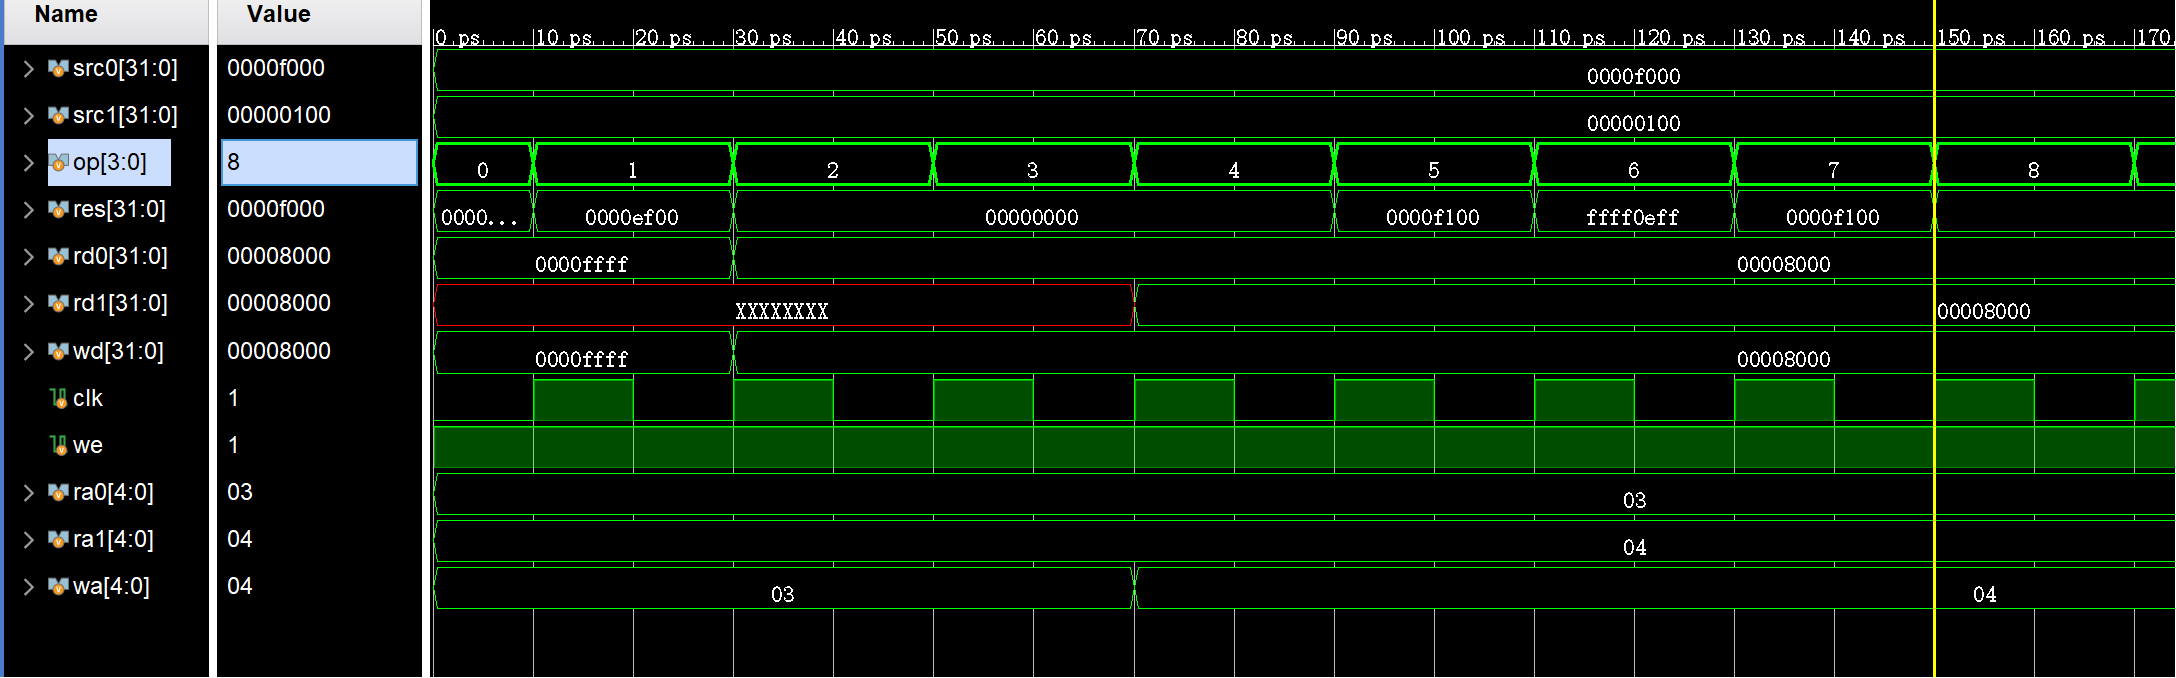 Name Value
0 ps 10 ps 20 ps 30 ps 40 ps 50 ps 60 ps 70 ps 80 ps 90 ps 100 ps 110 ps 120 ps 130 ps 140 ps 150 ps 160 ps 170
src0[31:0] 0000f000 0000f000
src1[31:0] 00000100 00000100
op[3:0] 8 0 1 2 3 4 5 6 7 8
res[31:0] 0000f000 0000... 0000ef00 00000000 0000f100 ffff0eff 0000f100
rd0[31:0] 00008000 0000ffff 00008000
rd1[31:0] 00008000 XXXXXXXX 00008000
wd[31:0] 00008000 0000ffff 00008000
clk 1
we 1
ra0[4:0] 03 03
ra1[4:0] 04 04
wa[4:0] 04 03 04